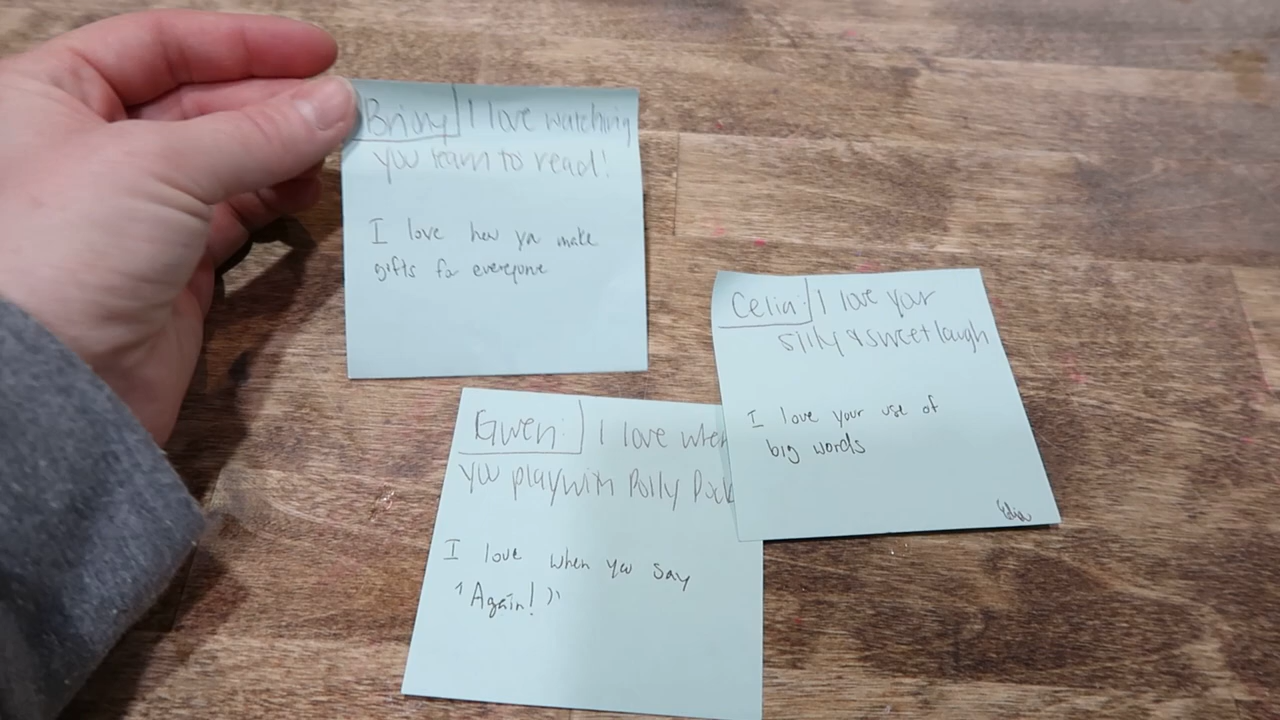 Briony I love watching
you learn to read!
I love how you make
gifts for everyone
Celia: I love your
silly & sweet laugh
I love your use of
big words
Gwen: I love when
you play with Polly
I love when you say
"Again!"